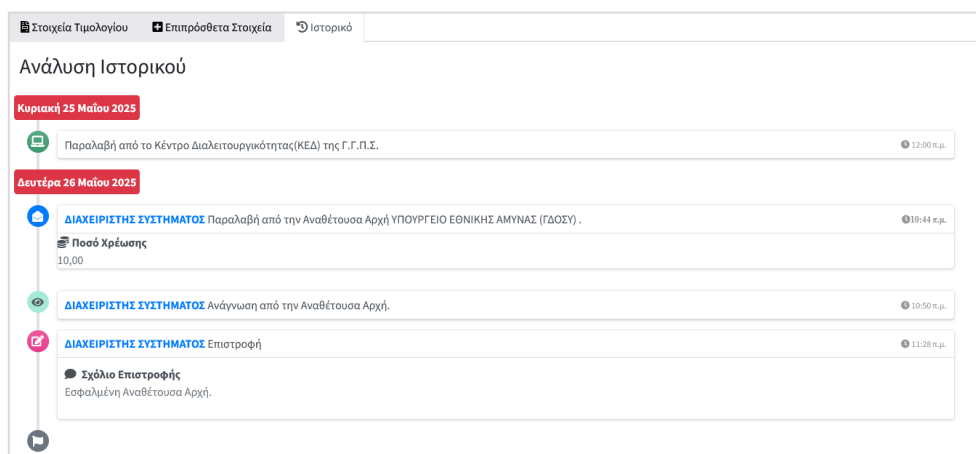 Στοιχεία Τιμολογίου Επιπρόσθετα Στοιχεία Ιστορικό
Ανάλυση Ιστορικού
Κυριακή 25 Μαΐου 2025
Παραλαβή από το Κέντρο Διαλειτουργικότητας(ΚΕΔ) της Γ.Γ.Π.Σ. 12:00 π.μ.
Δευτέρα 26 Μαΐου 2025
ΔΙΑΧΕΙΡΙΣΤΗΣ ΣΥΣΤΗΜΑΤΟΣ Παραλαβή από την Αναθέτουσα Αρχή ΥΠΟΥΡΓΕΙΟ ΕΘΝΙΚΗΣ ΑΜΥΝΑΣ (ΓΔΟΣΥ) . 10:44 π.μ.
Ποσό Χρέωσης
10,00
ΔΙΑΧΕΙΡΙΣΤΗΣ ΣΥΣΤΗΜΑΤΟΣ Ανάγνωση από την Αναθέτουσα Αρχή. 10:50 π.μ.
ΔΙΑΧΕΙΡΙΣΤΗΣ ΣΥΣΤΗΜΑΤΟΣ Επιστροφή 11:28 π.μ.
Σχόλιο Επιστροφής
Εσφαλμένη Αναθέτουσα Αρχή.